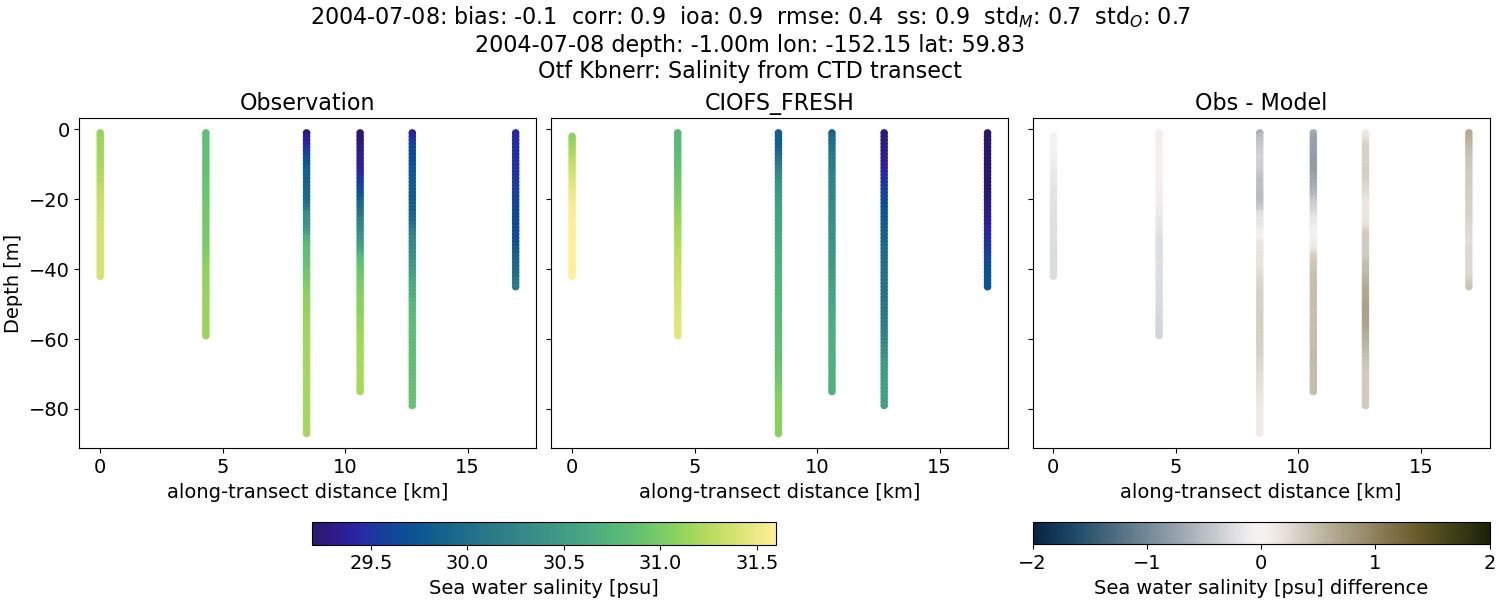 2004-07-08: bias: -0.1 corr: 0.9 ioa: 0.9 rmse: 0.4 ss: 0.9 std_M: 0.7 std_O: 0.7
2004-07-08 depth: -1.00m lon: -152.15 lat: 59.83
Otf Kbnerr: Salinity from CTD transect
Observation CIOFS_FRESH Obs - Model
0
−20
−40
−60
−80
Depth [m]
0 5 10 15 0 5 10 15 0 5 10 15
along-transect distance [km] along-transect distance [km] along-transect distance [km]
29.5 30.0 30.5 31.0 31.5 −2 −1 0 1 2
Sea water salinity [psu] Sea water salinity [psu] difference